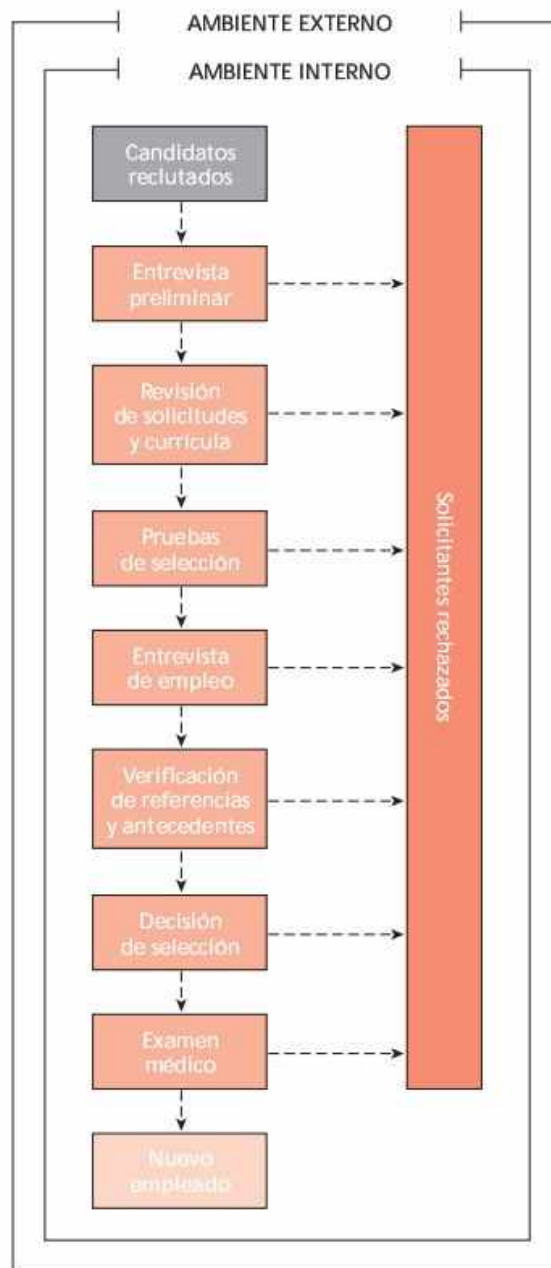 AMBIENTE EXTERNO
AMBIENTE INTERNO
Candidatos
reclutados
Entrevista
preliminar
Revisión
de solicitudes
y currícula
Pruebas
de selección
Entrevista
de empleo
Verificación
de referencias
y antecedentes
Decisión
de selección
Examen
médico
Nuevo
empleado
Solicitantes rechazados